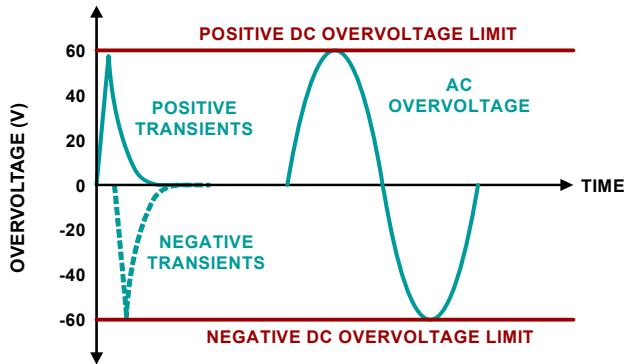 POSITIVE DC OVERVOLTAGE LIMIT
60
AC
OVERVOLTAGE
40
POSITIVE
TRANSIENTS
20
OVERVOLTAGE (V)
0
TIME
-20
NEGATIVE
TRANSIENTS
-40
-60
NEGATIVE DC OVERVOLTAGE LIMIT